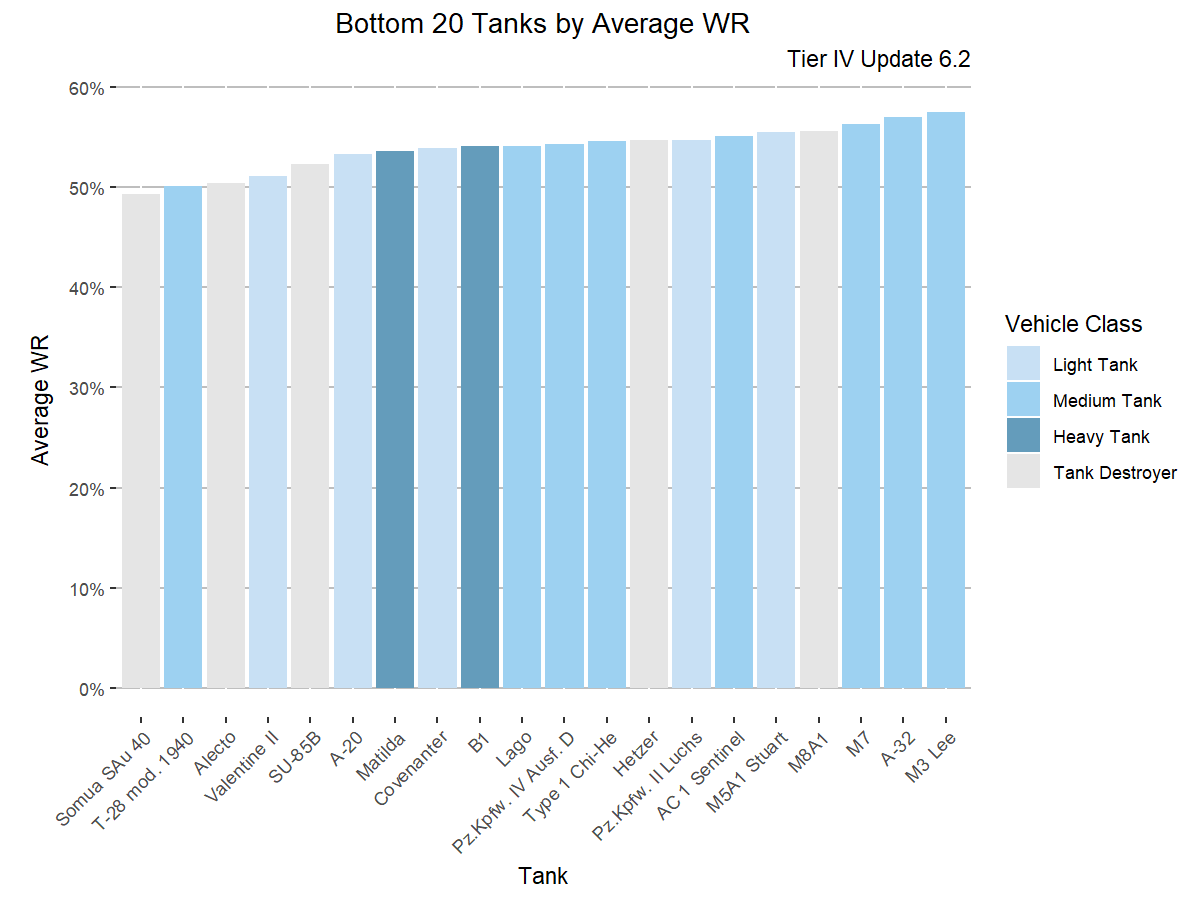 Bottom 20 Tanks by Average WR
Tier IV Update 6.2
60%
50%
40%
30%
20%
10%
0%
Average WR
Somua SAu 40
T-28 mod. 1940
Alecto
Valentine II
SU-85B
A-20
Matilda
Covenanter
B1
Lago
Pz.Kpfw. IV Ausf. D
Type 1 Chi-He
Hetzer
Pz.Kpfw. II Luchs
AC 1 Sentinel
M5A1 Stuart
M8A1
M7
A-32
M3 Lee
Tank
Vehicle Class
Light Tank
Medium Tank
Heavy Tank
Tank Destroyer